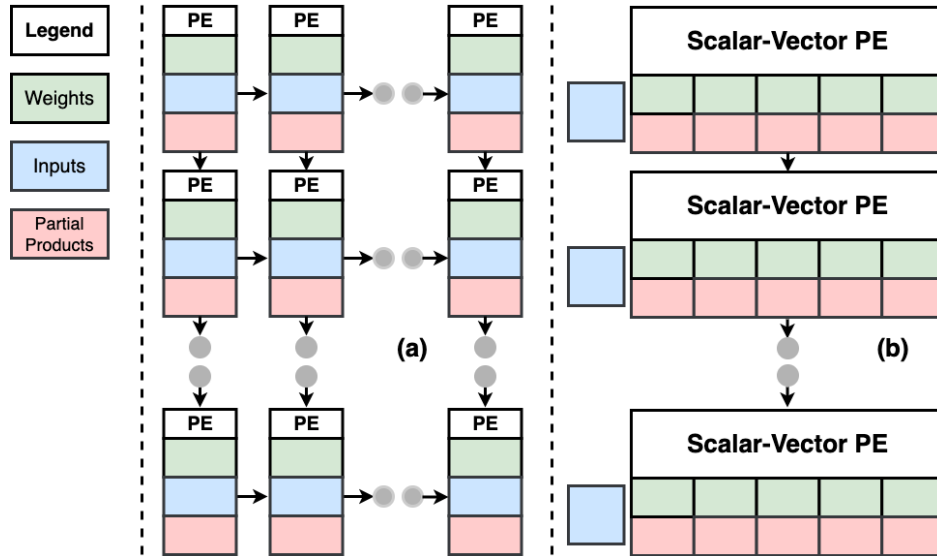 Legend
Weights
Inputs
Partial
Products
PE
PE
PE
PE
PE
PE
(a)
PE
PE
PE
Scalar-Vector PE
Scalar-Vector PE
(b)
Scalar-Vector PE